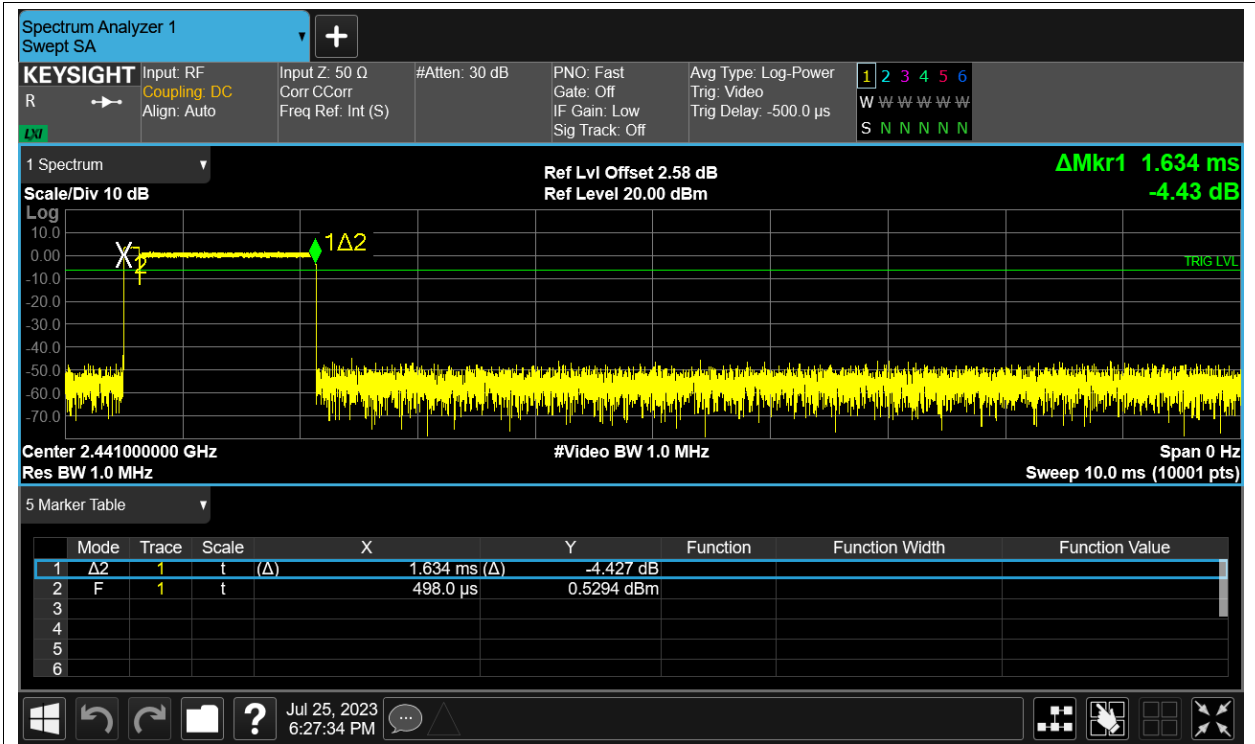 Spectrum Analyzer 1
Swept SA
KEYSIGHT
R
LXI
Input: RF
Coupling: DC
Align: Auto
Input Z: 50 Ω
Corr CCorr
Freq Ref: Int (S)
#Atten: 30 dB
PNO: Fast
Gate: Off
IF Gain: Low
Sig Track: Off
Avg Type: Log-Power
Trig: Video
Trig Delay: -500.0 µs
1 2 3 4 5 6
W W W W W W
S N N N N N
1 Spectrum
Scale/Div 10 dB
Ref Lvl Offset 2.58 dB
Ref Level 20.00 dBm
ΔMkr1 1.634 ms
-4.43 dB
Log
10.0
0.00
-10.0
-20.0
-30.0
-40.0
-50.0
-60.0
-70.0
X
2
1Δ2
TRIG LVL
Center 2.441000000 GHz
#Video BW 1.0 MHz
Span 0 Hz
Res BW 1.0 MHz
Sweep 10.0 ms (10001 pts)
5 Marker Table
Mode Trace Scale X Y Function Function Width Function Value
1 Δ2 1 t (Δ) 1.634 ms (Δ) -4.427 dB
2 F 1 t 498.0 µs 0.5294 dBm
3
4
5
6
?
Jul 25, 2023
6:27:34 PM